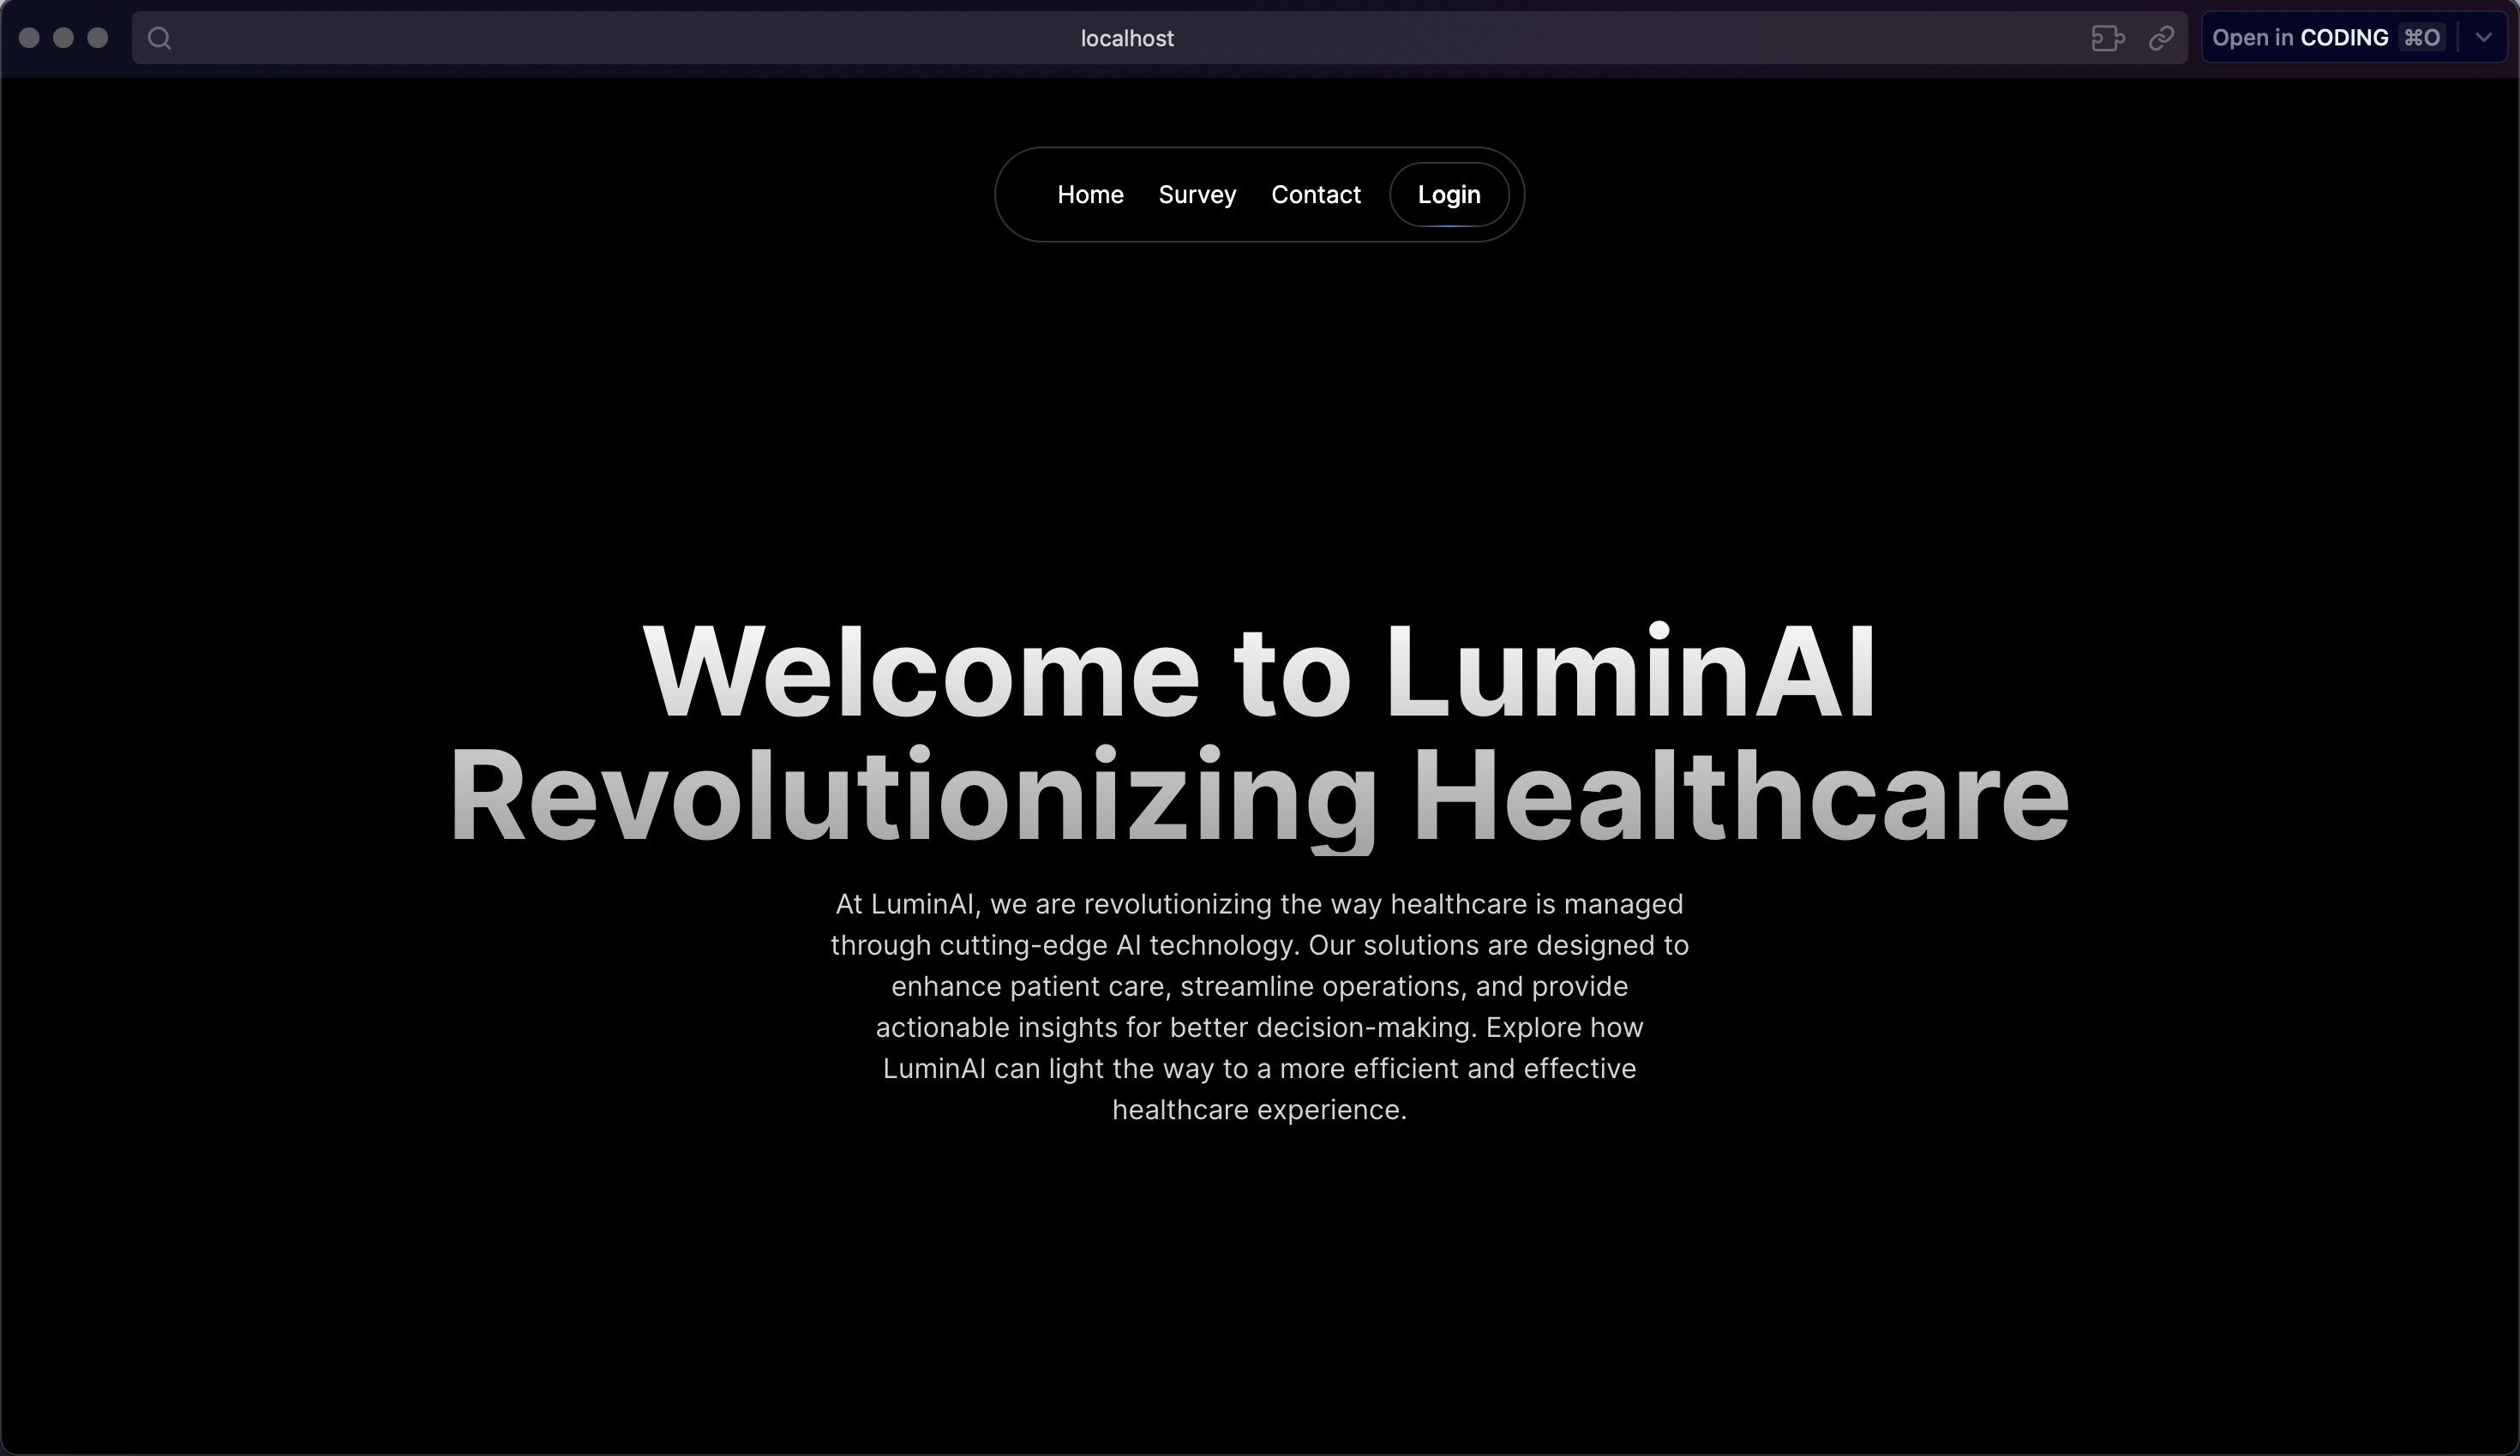 localhost
Open in CODING ⌘O
Home Survey Contact Login
Welcome to LuminAI
Revolutionizing Healthcare
At LuminAI, we are revolutionizing the way healthcare is managed
through cutting-edge AI technology. Our solutions are designed to
enhance patient care, streamline operations, and provide
actionable insights for better decision-making. Explore how
LuminAI can light the way to a more efficient and effective
healthcare experience.